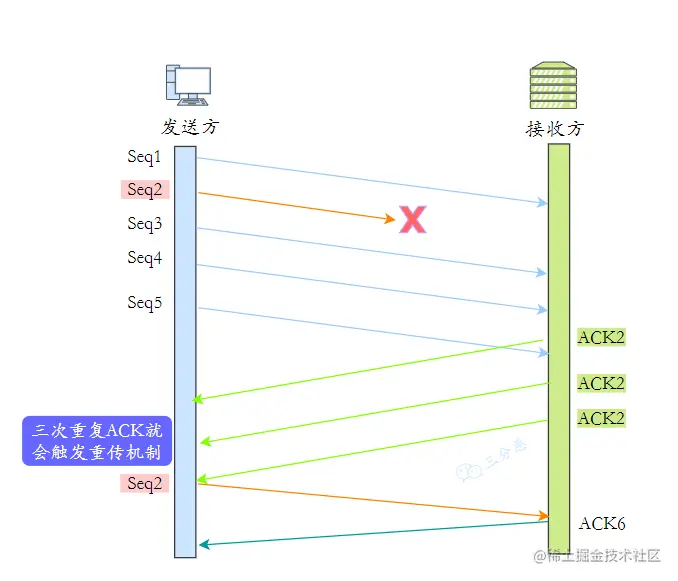 发送方
接收方
Seq1
Seq2
Seq3
Seq4
Seq5
ACK2
ACK2
ACK2
三次重复ACK就
会触发重传机制
三分恶
Seq2
ACK6
@稀土掘金技术社区